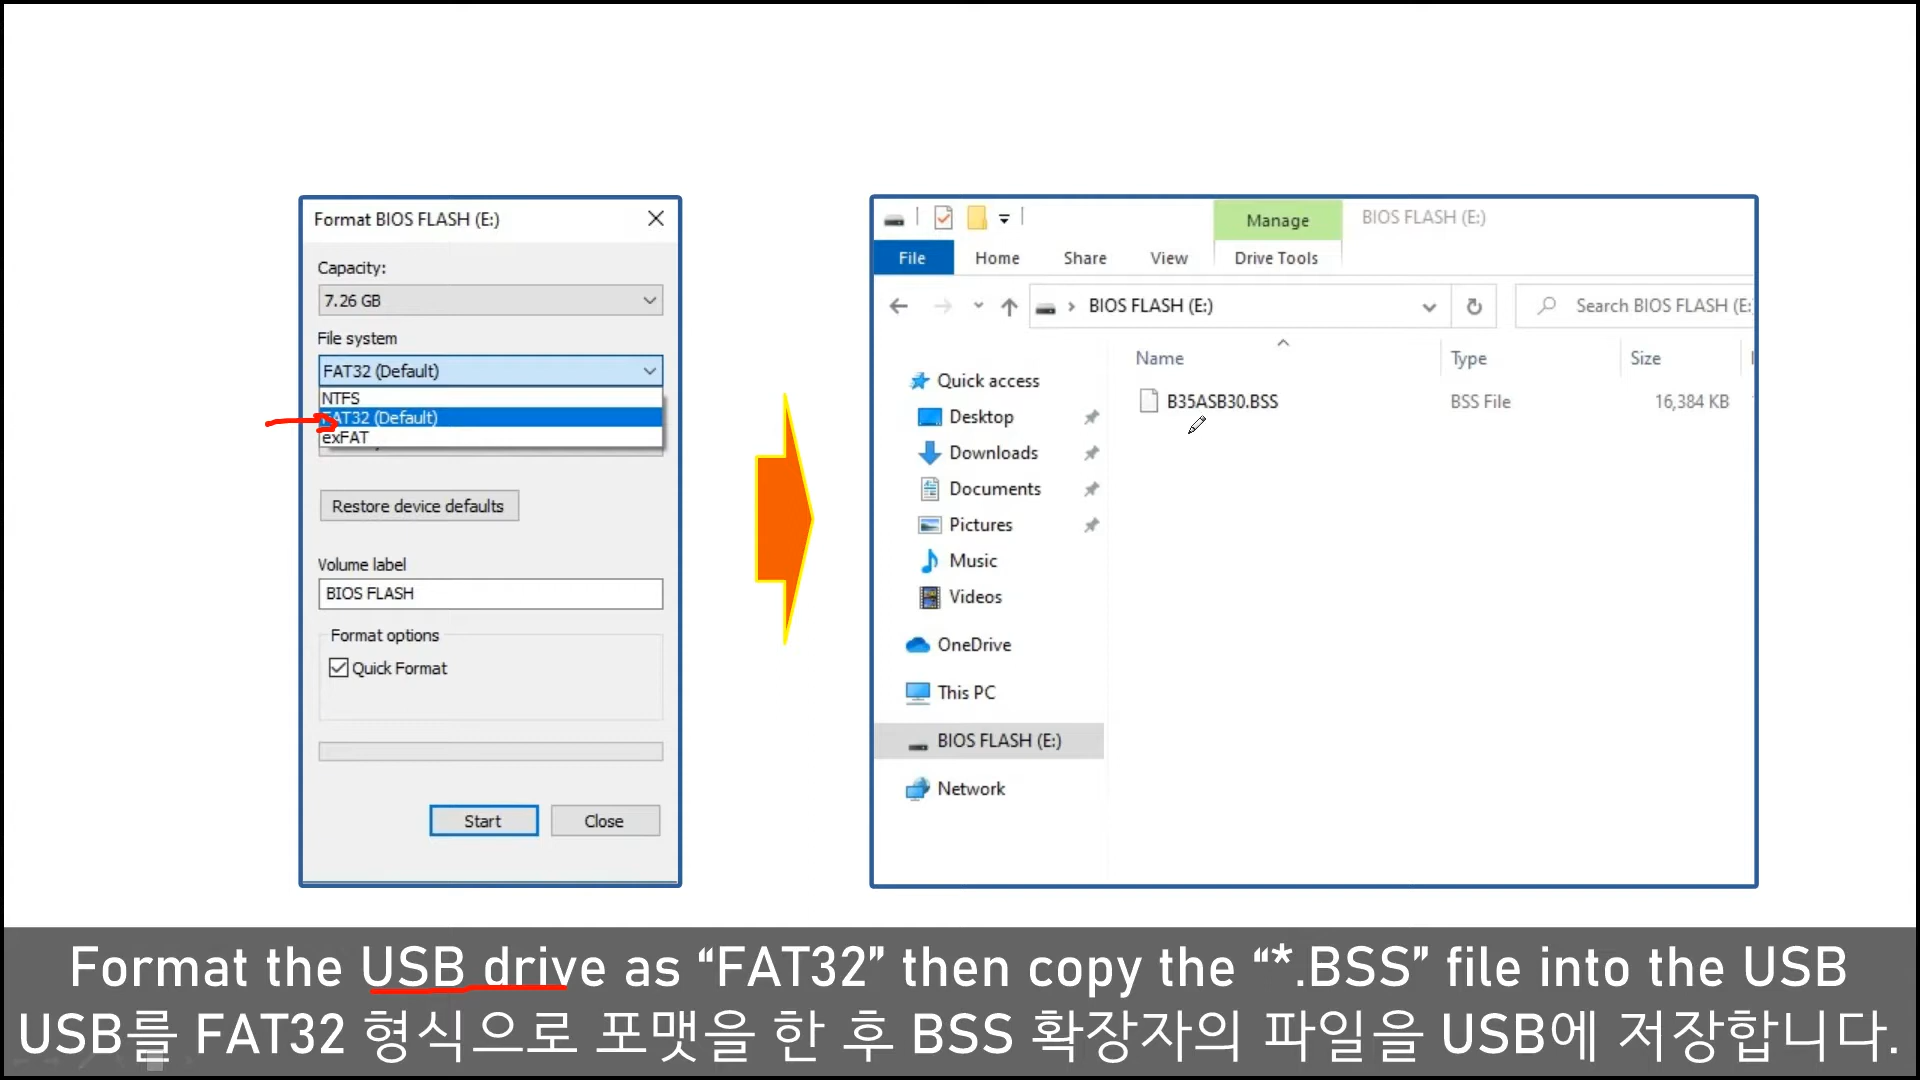 Format BIOS FLASH (E:)
Capacity:
7.26 GB
File system
FAT32 (Default)
NTFS
FAT32 (Default)
exFAT
Restore device defaults
Volume label
BIOS FLASH
Format options
Quick Format
Start
Close
Manage
BIOS FLASH (E:)
File
Home
Share
View
Drive Tools
BIOS FLASH (E:)
Search BIOS FLASH (E:
Name
Type
Size
B35ASB30.BSS
BSS File
16,384 KB
Quick access
Desktop
Downloads
Documents
Pictures
Music
Videos
OneDrive
This PC
BIOS FLASH (E:)
Network
Format the USB drive as “FAT32” then copy the “*.BSS” file into the USB
USB를 FAT32 형식으로 포맷을 한 후 BSS 확장자의 파일을 USB에 저장합니다.